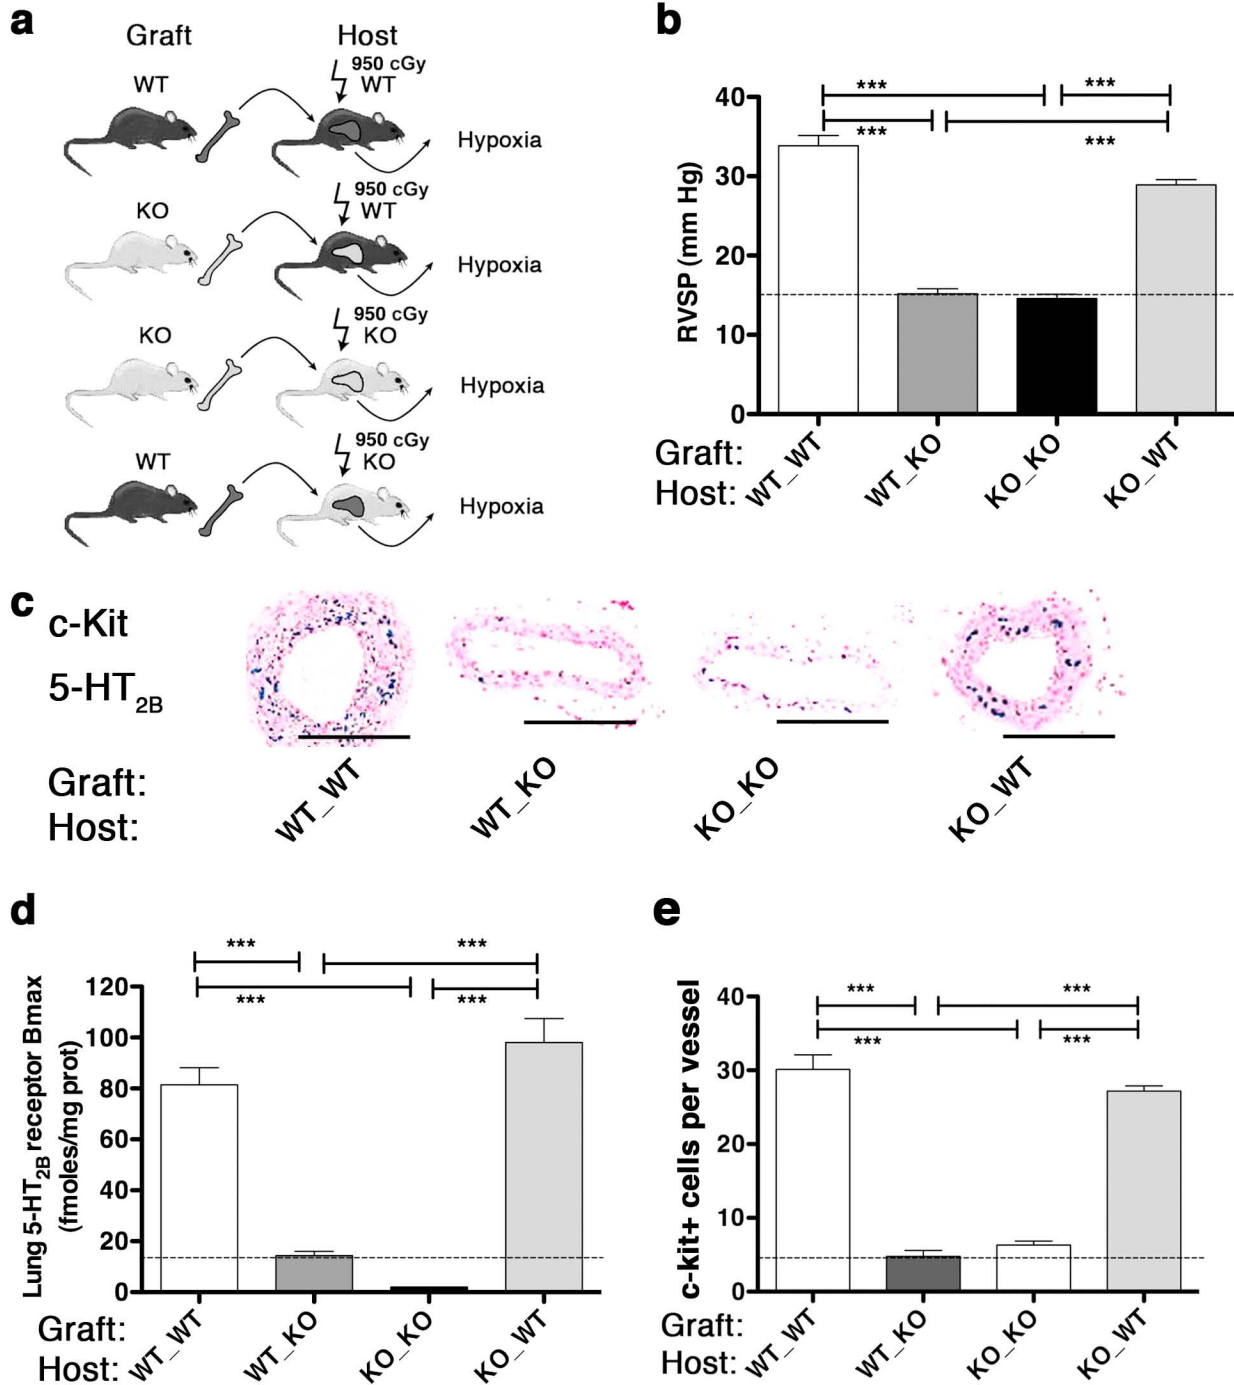 a
Graft Host
950 cGy
WT WT
Hypoxia
950 cGy
KO WT
Hypoxia
950 cGy
KO KO
Hypoxia
950 cGy
WT KO
Hypoxia
b
*** ***
*** ***
RVSP (mm Hg)
40
30
20
10
0
Graft:
Host:
WT_WT WT_KO KO_KO KO_WT
c
c-Kit
5-HT2B
Graft:
Host:
WT_WT WT_KO KO_KO KO_WT
d
*** ***
*** ***
Lung 5-HT2B receptor Bmax
(fmoles/mg prot)
120
100
80
60
40
20
0
Graft:
Host:
WT_WT WT_KO KO_KO KO_WT
e
*** ***
*** ***
c-kit+ cells per vessel
40
30
20
10
0
Graft:
Host:
WT_WT WT_KO KO_KO KO_WT